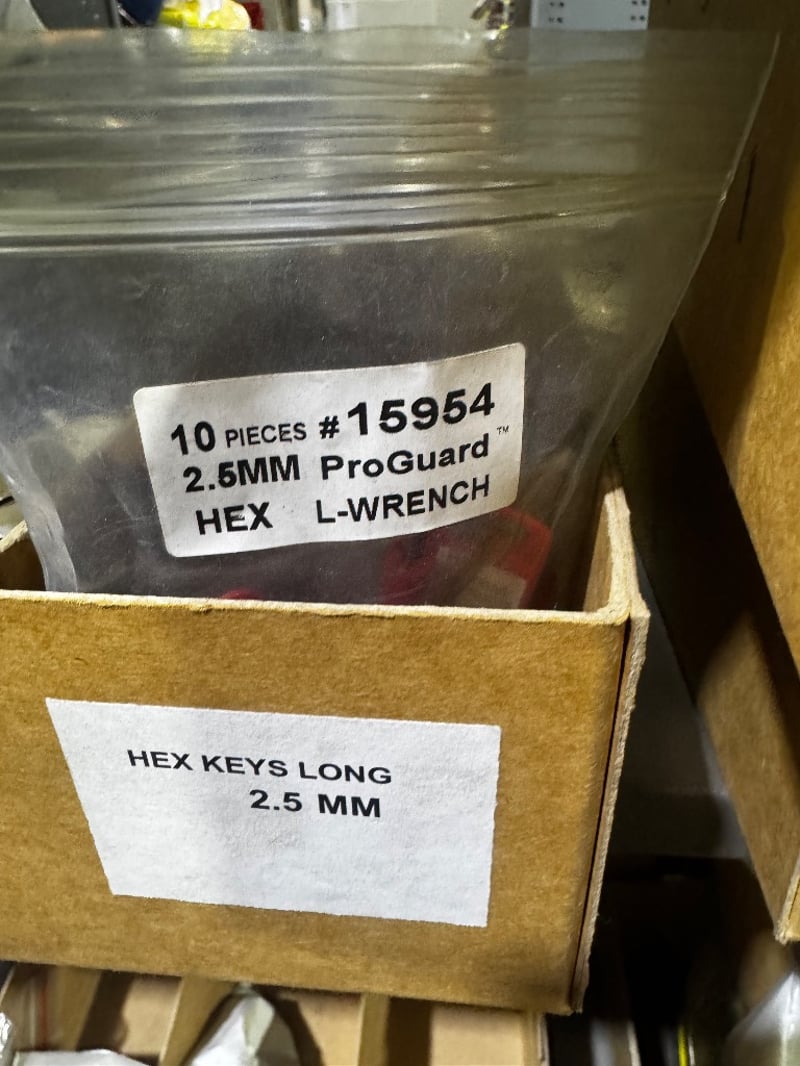 10 PIECES #15954
2.5MM ProGuard™
HEX L-WRENCH
HEX KEYS LONG
2.5 MM